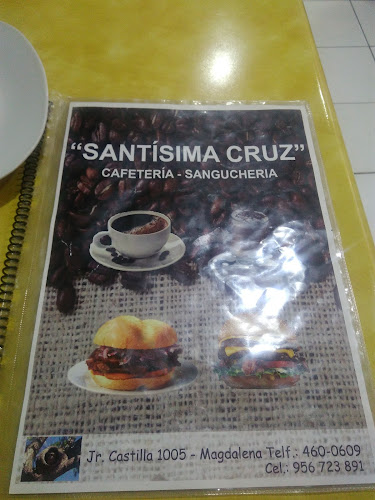 “SANTÍSIMA CRUZ”
CAFETERÍA - SANGUCHERIA
Jr. Castilla 1005 - Magdalena Telf.: 460-0609
Cel.: 956 723 891